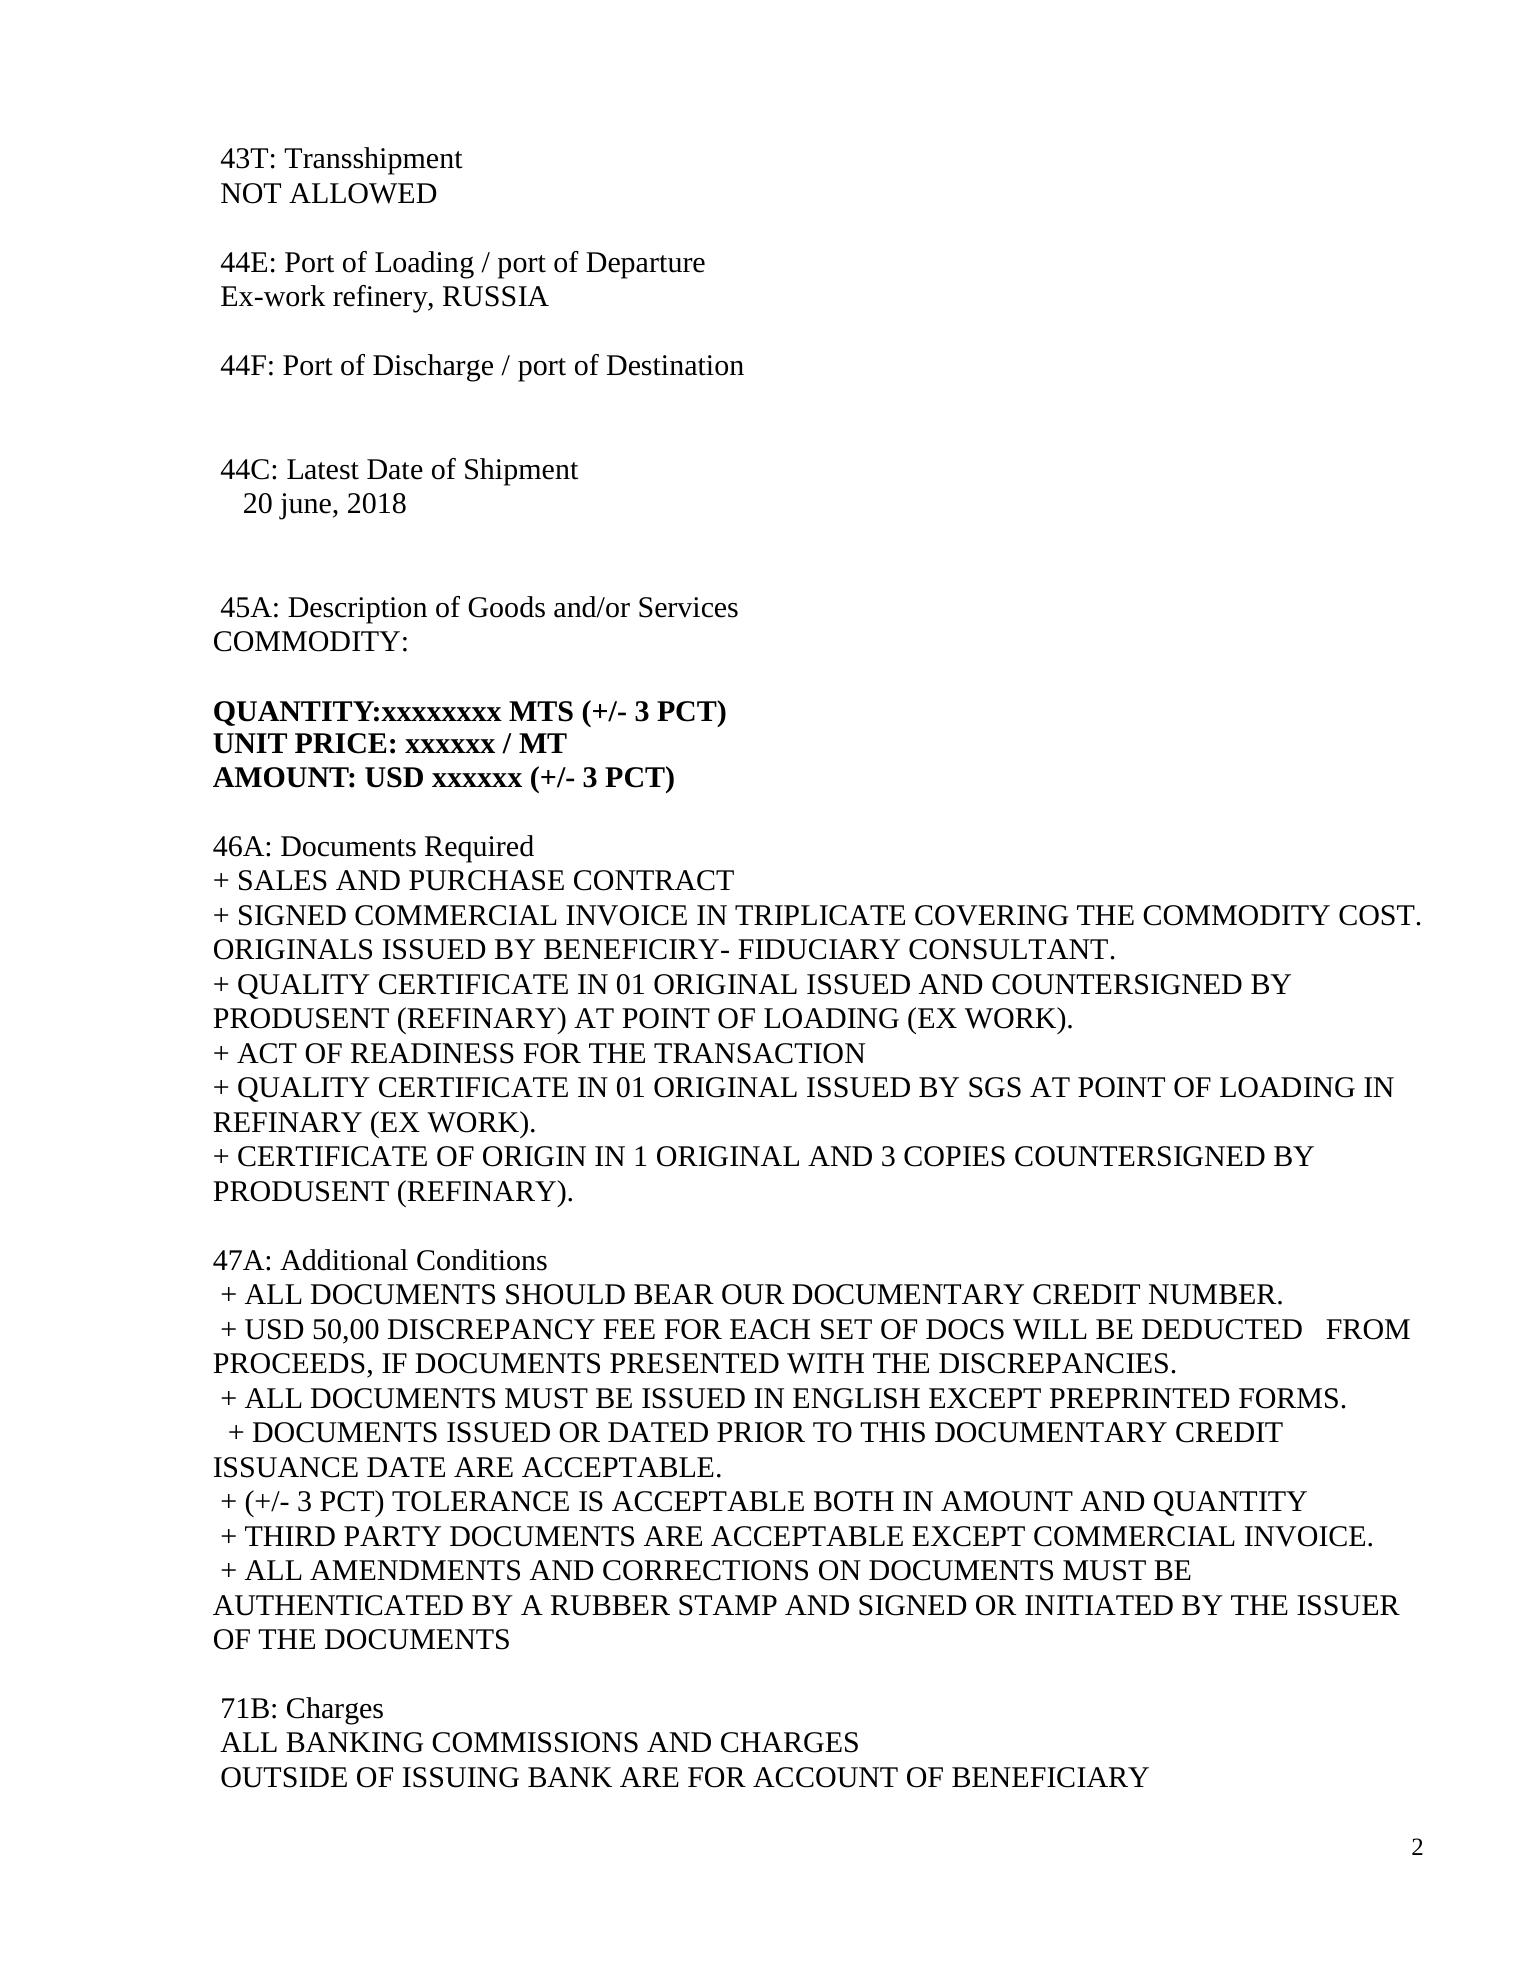 43T: Transshipment
NOT ALLOWED
44E: Port of Loading / port of Departure
Ex-work refinery, RUSSIA
44F: Port of Discharge / port of Destination
44C: Latest Date of Shipment
20 june, 2018
45A: Description of Goods and/or Services
COMMODITY:
QUANTITY:xxxxxxxx MTS (+/- 3 PCT)
UNIT PRICE: xxxxxx / MT
AMOUNT: USD xxxxxx (+/- 3 PCT)
46A: Documents Required
+ SALES AND PURCHASE CONTRACT
+ SIGNED COMMERCIAL INVOICE IN TRIPLICATE COVERING THE COMMODITY COST.
ORIGINALS ISSUED BY BENEFICIRY- FIDUCIARY CONSULTANT.
+ QUALITY CERTIFICATE IN 01 ORIGINAL ISSUED AND COUNTERSIGNED BY
PRODUSENT (REFINARY) AT POINT OF LOADING (EX WORK).
+ ACT OF READINESS FOR THE TRANSACTION
+ QUALITY CERTIFICATE IN 01 ORIGINAL ISSUED BY SGS AT POINT OF LOADING IN
REFINARY (EX WORK).
+ CERTIFICATE OF ORIGIN IN 1 ORIGINAL AND 3 COPIES COUNTERSIGNED BY
PRODUSENT (REFINARY).
47A: Additional Conditions
+ ALL DOCUMENTS SHOULD BEAR OUR DOCUMENTARY CREDIT NUMBER.
+ USD 50,00 DISCREPANCY FEE FOR EACH SET OF DOCS WILL BE DEDUCTED FROM
PROCEEDS, IF DOCUMENTS PRESENTED WITH THE DISCREPANCIES.
+ ALL DOCUMENTS MUST BE ISSUED IN ENGLISH EXCEPT PREPRINTED FORMS.
+ DOCUMENTS ISSUED OR DATED PRIOR TO THIS DOCUMENTARY CREDIT
ISSUANCE DATE ARE ACCEPTABLE.
+ (+/- 3 PCT) TOLERANCE IS ACCEPTABLE BOTH IN AMOUNT AND QUANTITY
+ THIRD PARTY DOCUMENTS ARE ACCEPTABLE EXCEPT COMMERCIAL INVOICE.
+ ALL AMENDMENTS AND CORRECTIONS ON DOCUMENTS MUST BE
AUTHENTICATED BY A RUBBER STAMP AND SIGNED OR INITIATED BY THE ISSUER
OF THE DOCUMENTS
71B: Charges
ALL BANKING COMMISSIONS AND CHARGES
OUTSIDE OF ISSUING BANK ARE FOR ACCOUNT OF BENEFICIARY
2